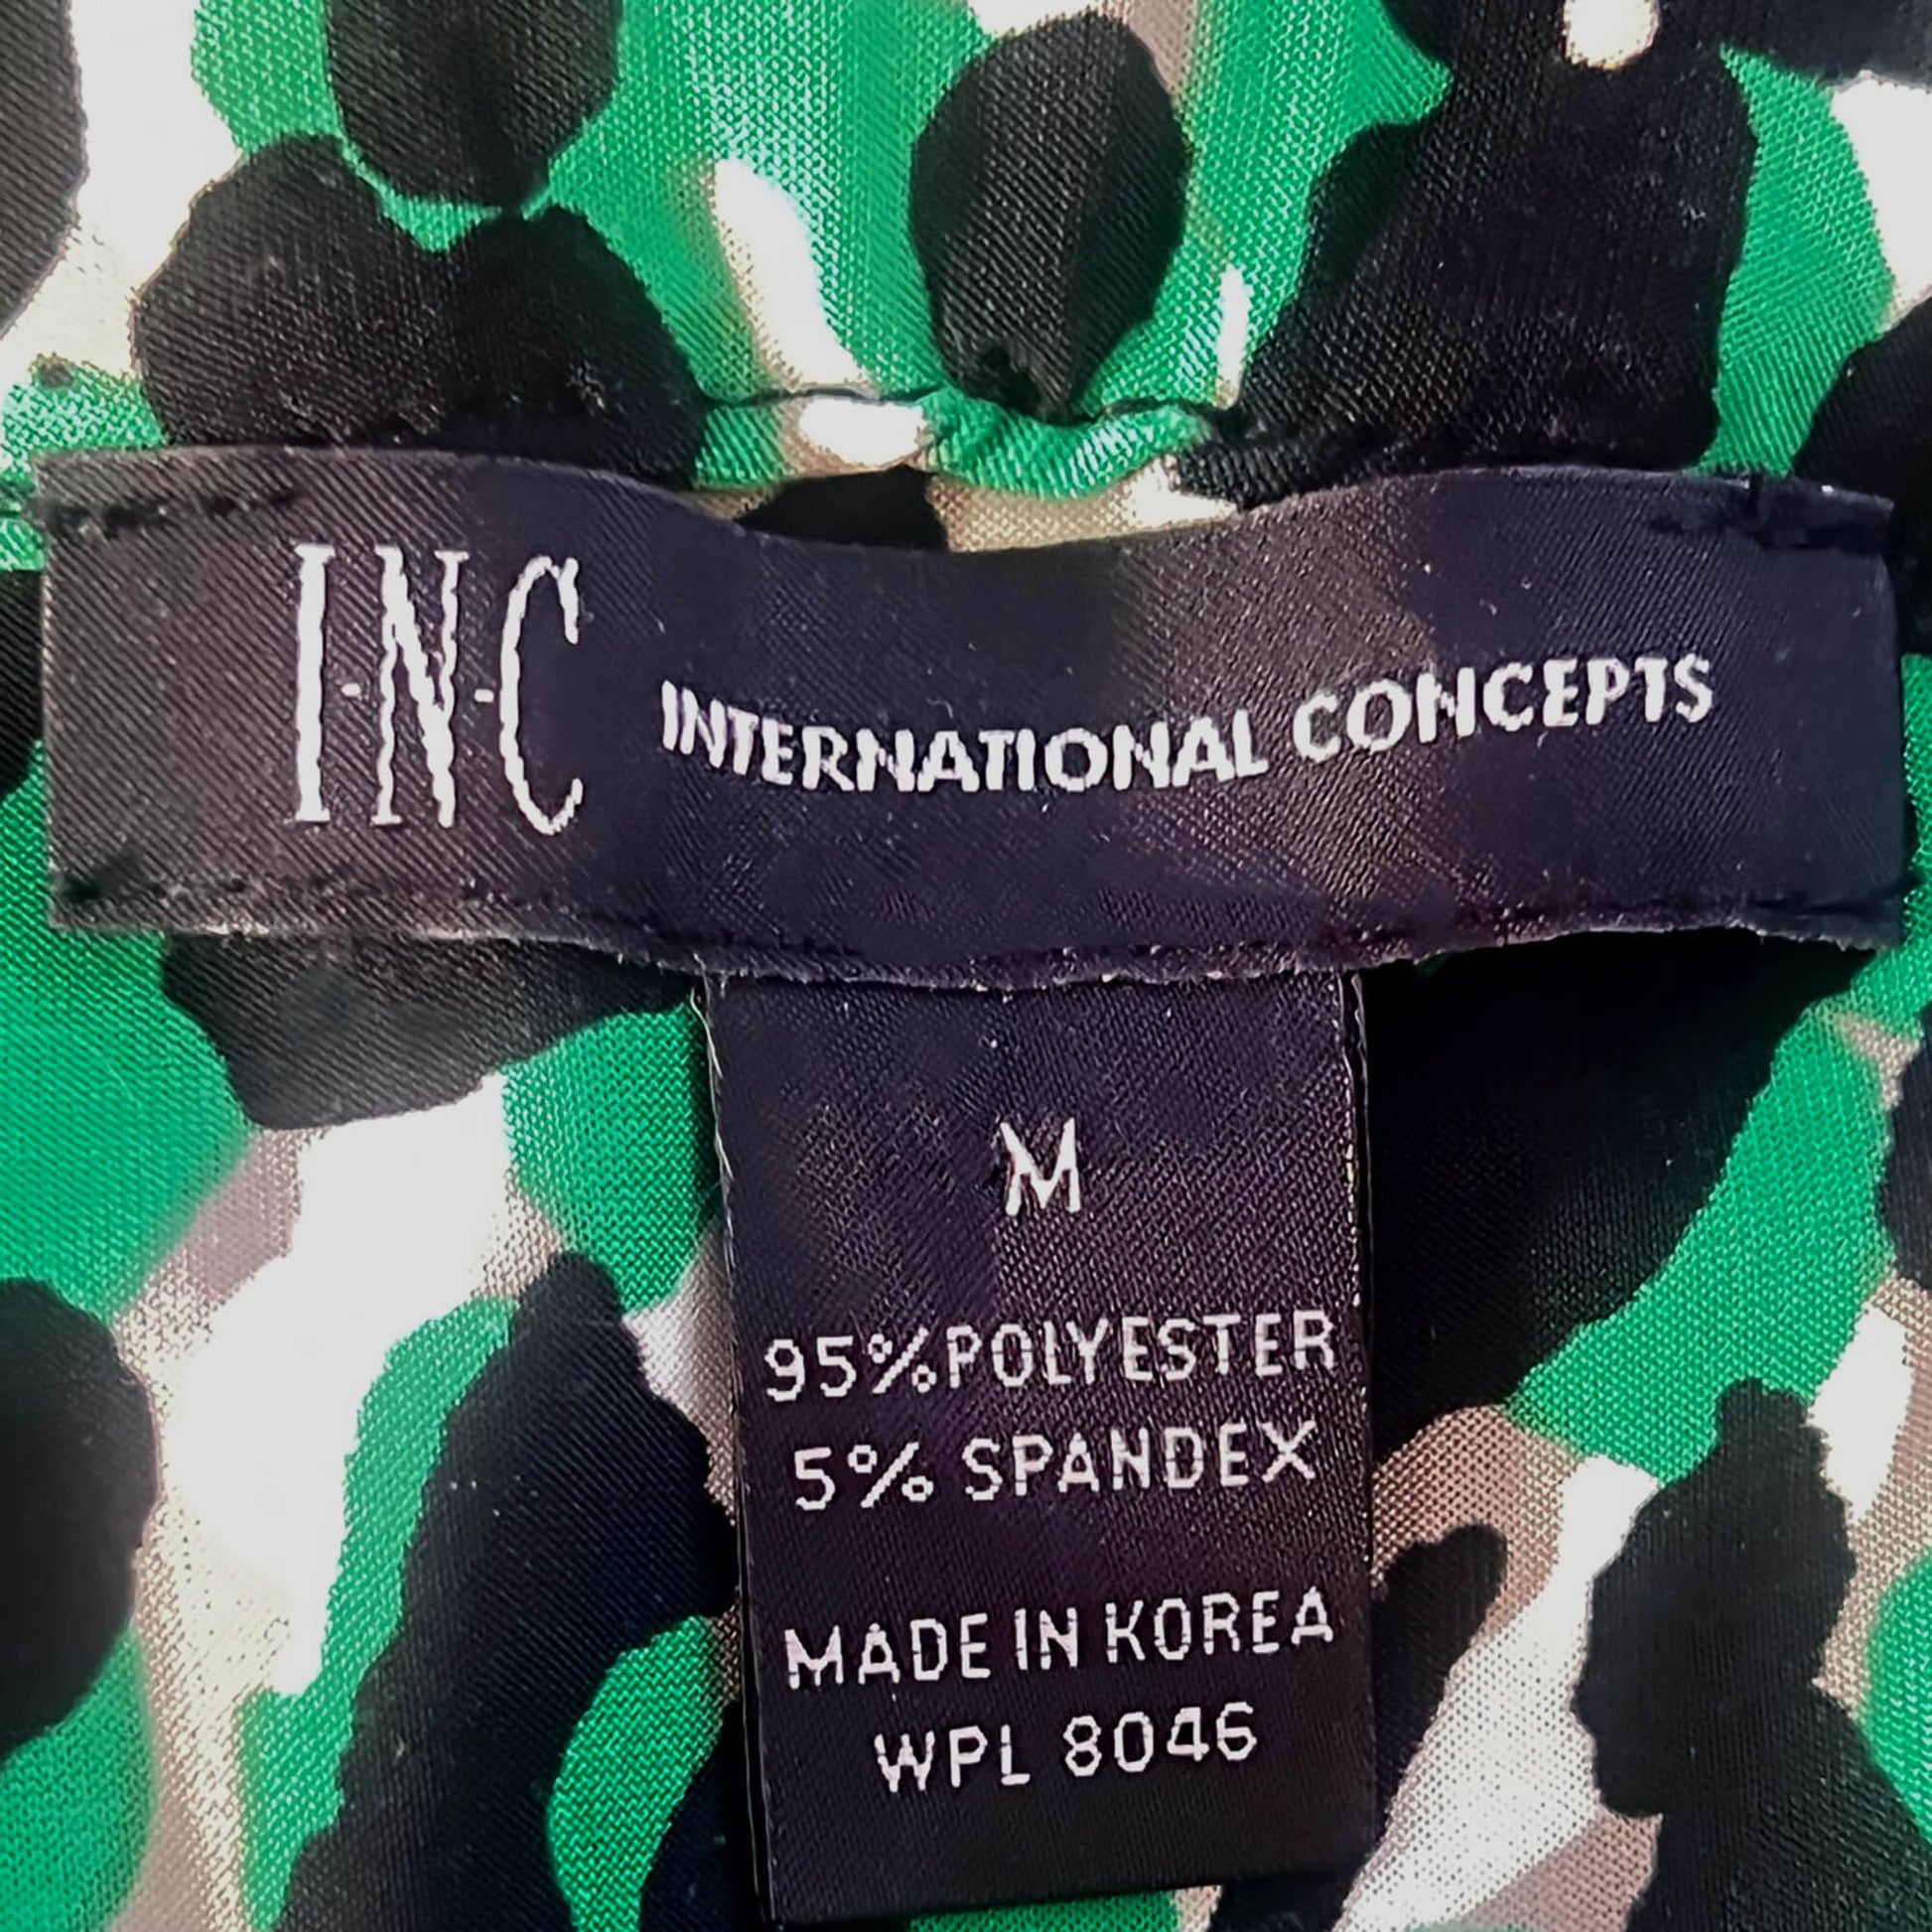 I·N·C INTERNATIONAL CONCEPTS
M
95% POLYESTER
5% SPANDEX
MADE IN KOREA
WPL 8046